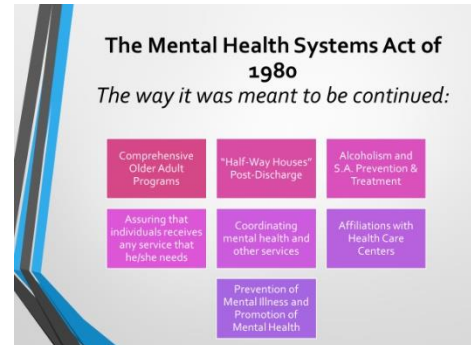 The Mental Health Systems Act of
1980
The way it was meant to be continued:
Comprehensive
Older Adult
Programs
"Half-Way Houses"
Post-Discharge
Alcoholism and
S.A. Prevention &
Treatment
Assuring that
individuals receives
any service that
he/she needs
Coordinating
mental health and
other services
Affiliations with
Health Care
Centers
Prevention of
Mental Illness and
Promotion of
Mental Health